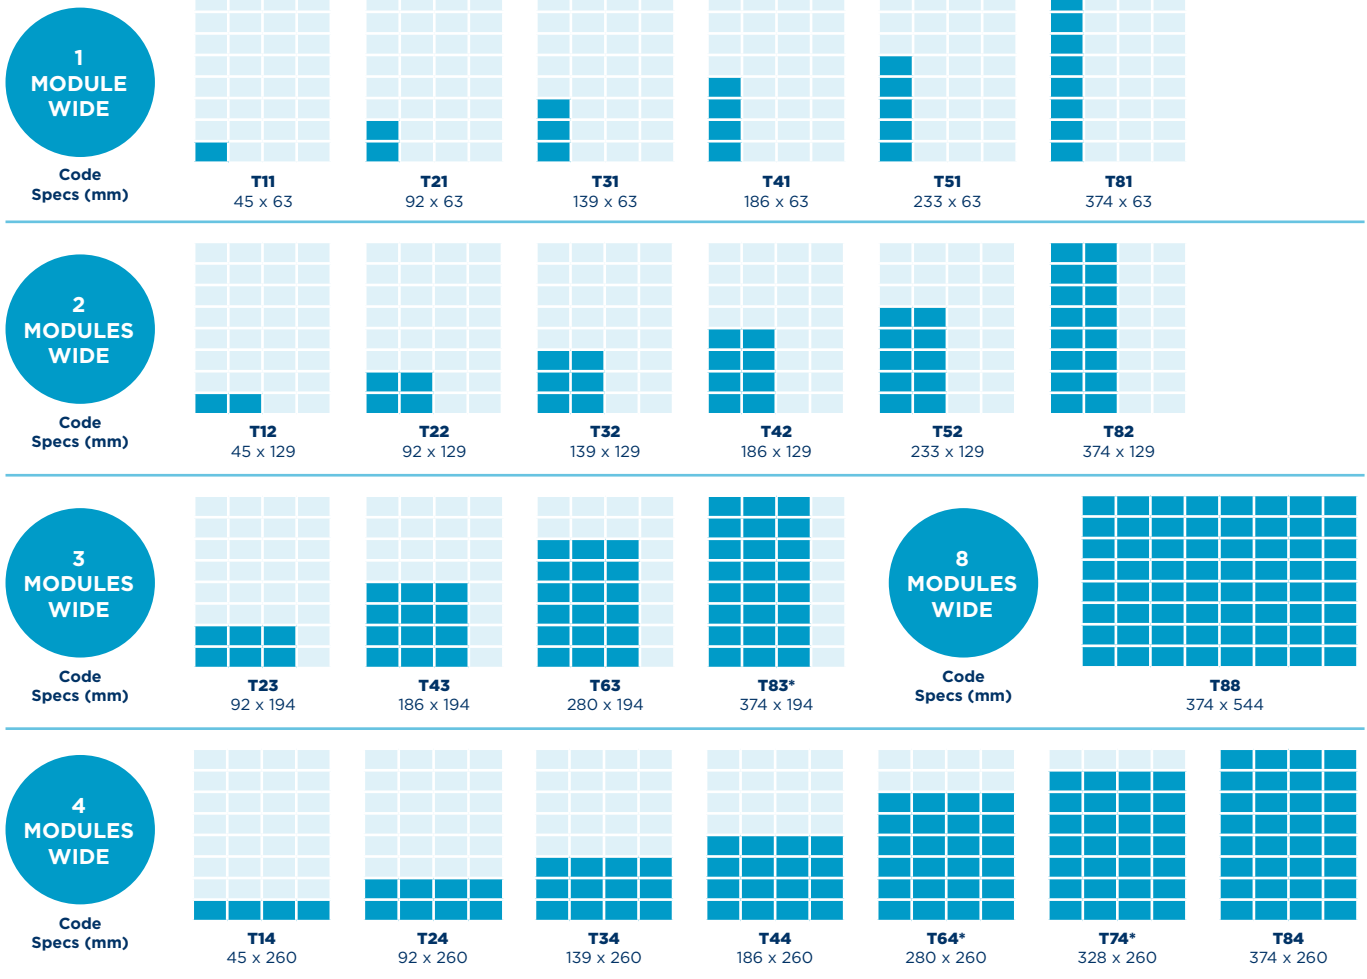 1
MODULE
WIDE
Code
Specs (mm)
T11
45 x 63
T21
92 x 63
T31
139 x 63
T41
186 x 63
T51
233 x 63
T81
374 x 63
2
MODULES
WIDE
Code
Specs (mm)
T12
45 x 129
T22
92 x 129
T32
139 x 129
T42
186 x 129
T52
233 x 129
T82
374 x 129
3
MODULES
WIDE
Code
Specs (mm)
T23
92 x 194
T43
186 x 194
T63
280 x 194
T83*
374 x 194
8
MODULES
WIDE
Code
Specs (mm)
T88
374 x 544
4
MODULES
WIDE
Code
Specs (mm)
T14
45 x 260
T24
92 x 260
T34
139 x 260
T44
186 x 260
T64*
280 x 260
T74*
328 x 260
T84
374 x 260